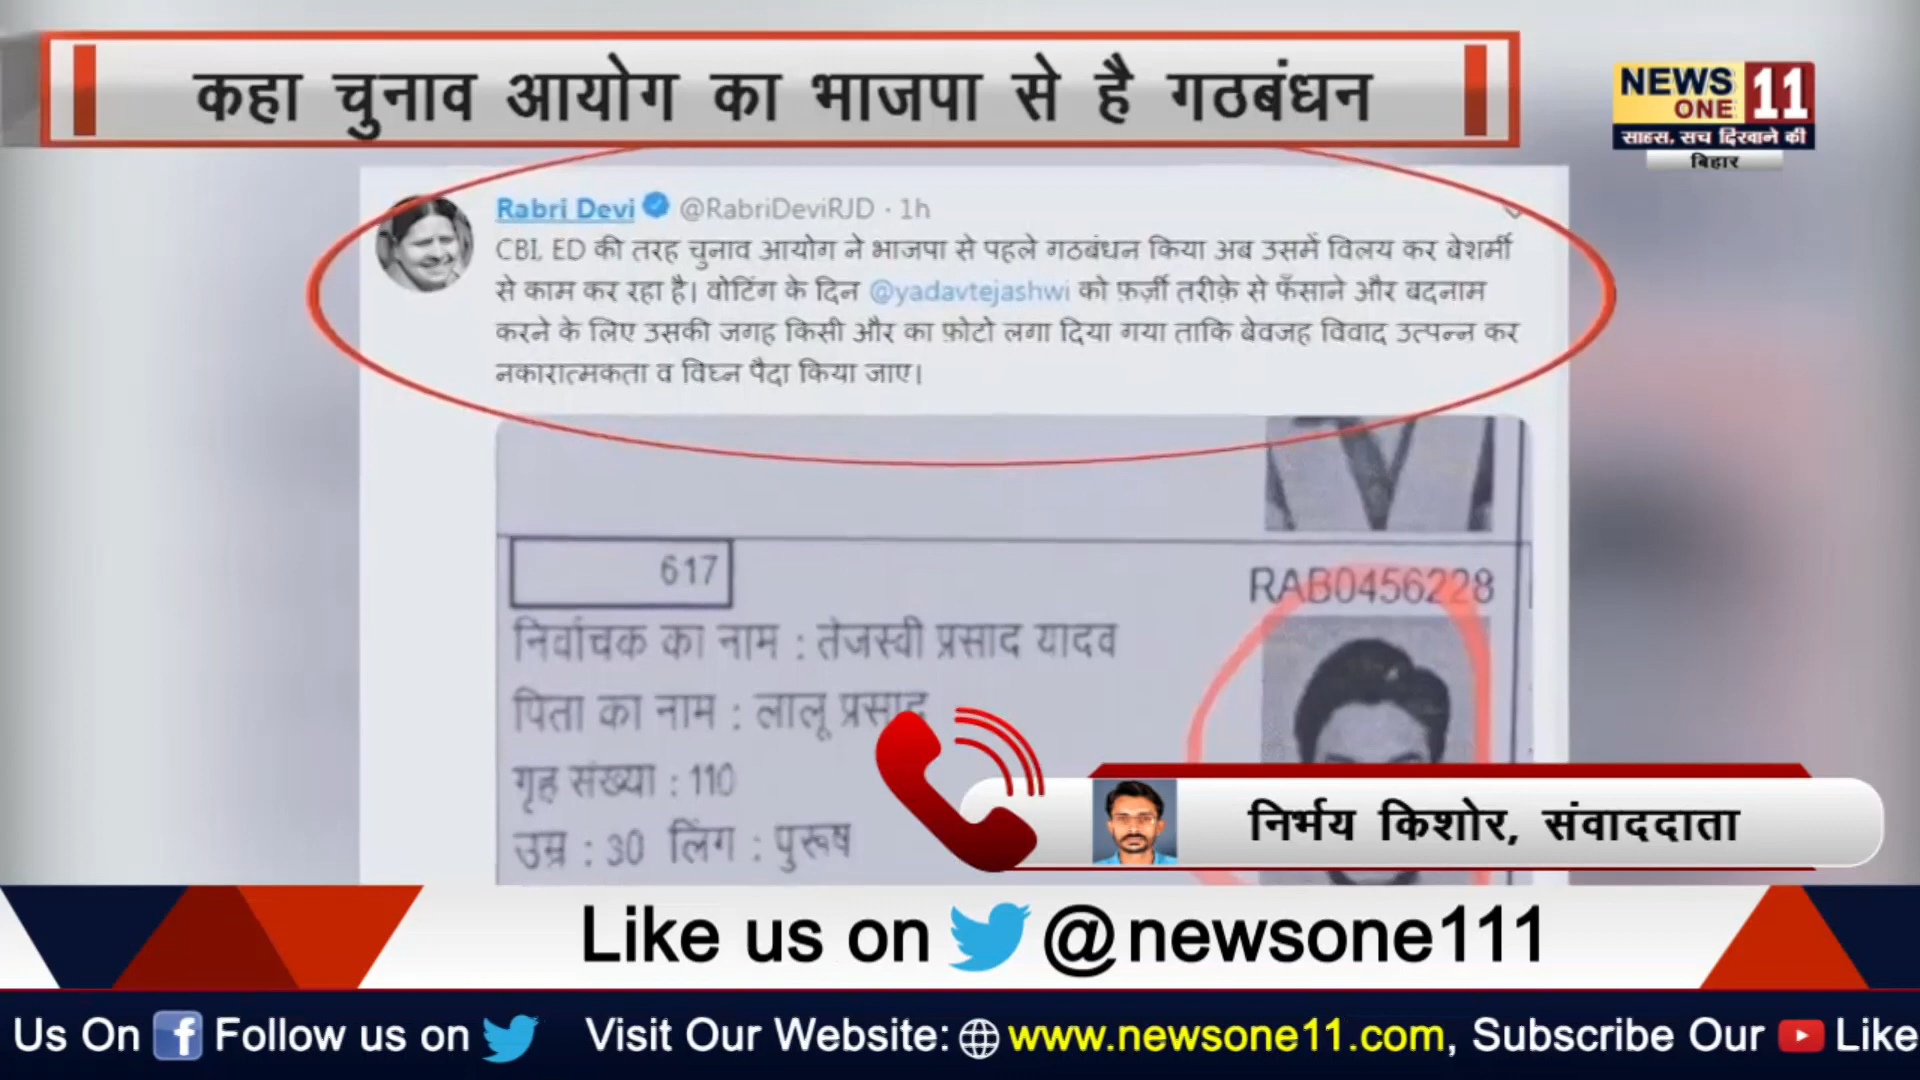 कहा चुनाव आयोग का भाजपा से है गठबंधन
NEWS
ONE 11
साहस, सच दिखाने की
बिहार
Rabri Devi @RabriDeviRJD · 1h
CBI, ED की तरह चुनाव आयोग ने भाजपा से पहले गठबंधन किया अब उसमें विलय कर बेशर्मी
से काम कर रहा है। वोटिंग के दिन @yadavtejashwi को फ़र्ज़ी तरीक़े से फँसाने और बदनाम
करने के लिए उसकी जगह किसी और का फ़ोटो लगा दिया गया ताकि बेवजह विवाद उत्पन्न कर
नकारात्मकता व विघ्न पैदा किया जाए।
617
RAB0456228
निर्वाचक का नाम : तेजस्वी प्रसाद यादव
पिता का नाम : लालू प्रसाद
गृह संख्या : 110
उम्र : 30 लिंग : पुरूष
निर्भय किशोर, संवाददाता
Like us on @newsone111
Us On Follow us on Visit Our Website: www.newsone11.com, Subscribe Our Like